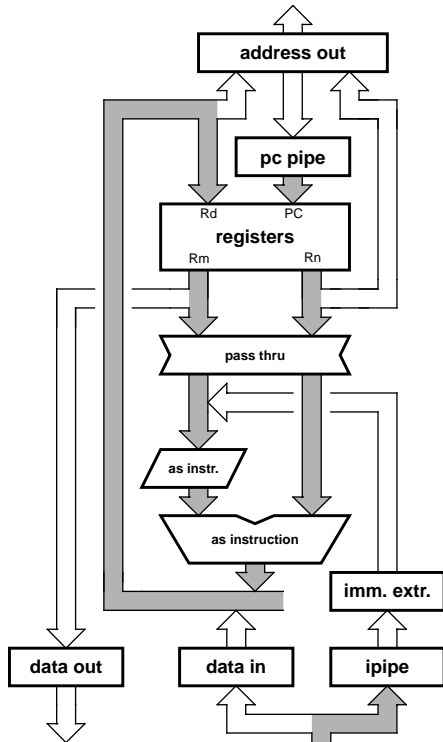 address out
pc pipe
Rd PC
registers
Rm Rn
pass thru
as instr.
as instruction
imm. extr.
data out data in ipipe